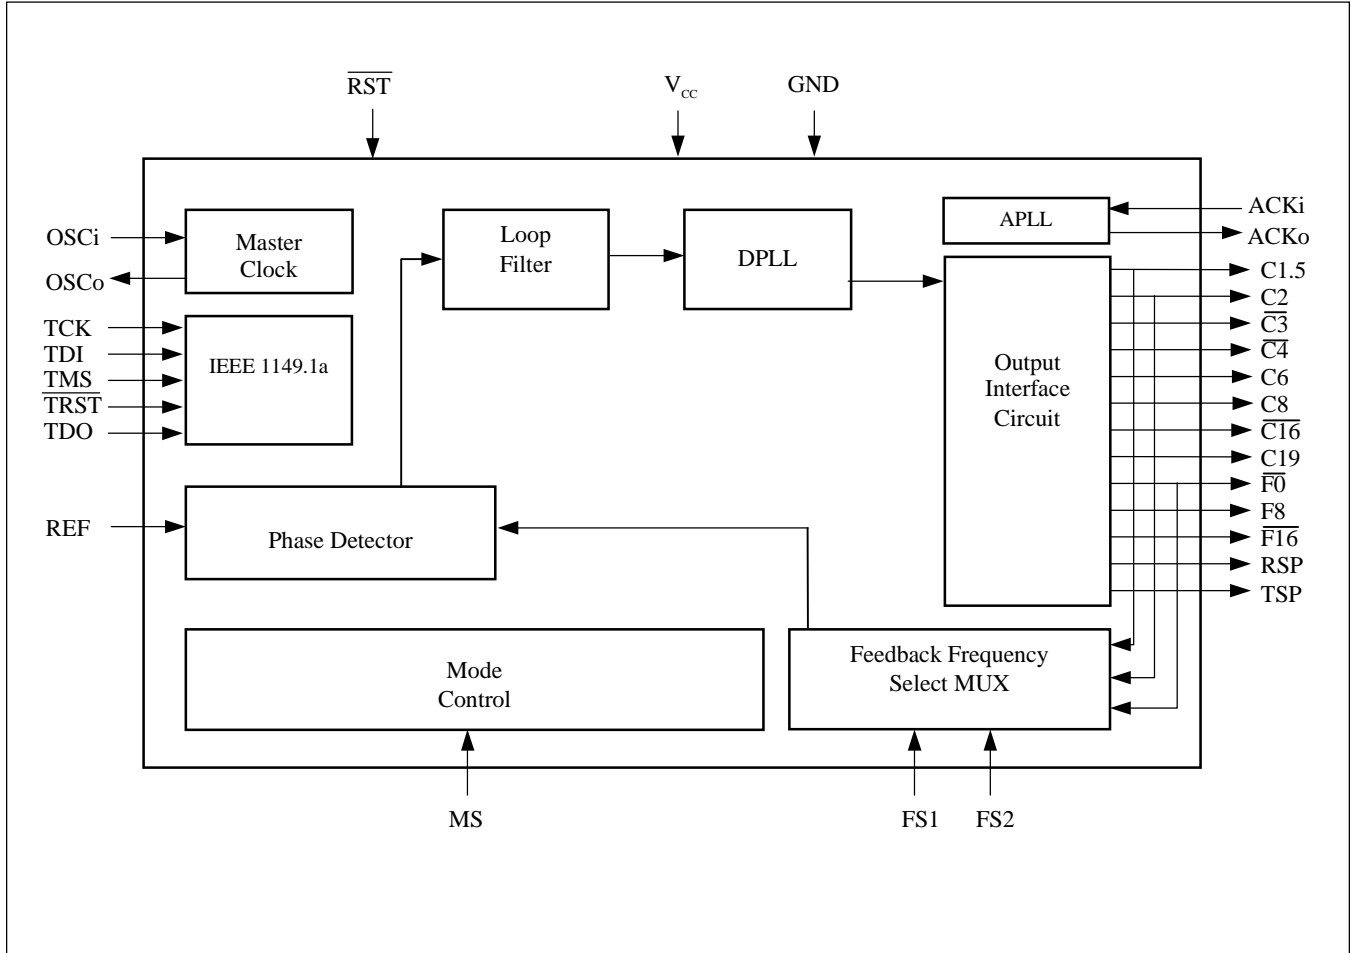 RST
VCC
GND
OSCi
OSCo
Master
Clock
Loop
Filter
DPLL
APLL
ACKi
ACKo
TCK
TDI
TMS
TRST
TDO
IEEE 1149.1a
Output
Interface
Circuit
C1.5
C2
C3
C4
C6
C8
C16
C19
F0
F8
F16
RSP
TSP
REF
Phase Detector
Mode
Control
Feedback Frequency
Select MUX
MS
FS1
FS2